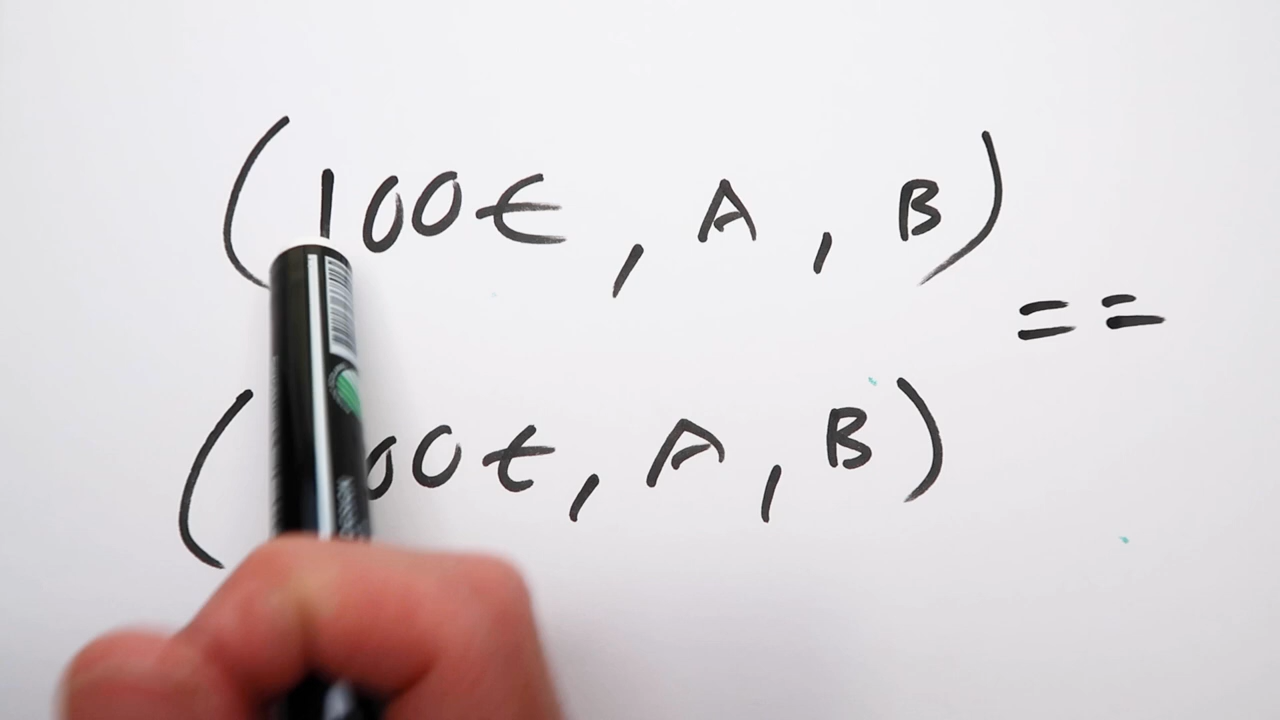 (100€, A, B) ==
00€, A, B)